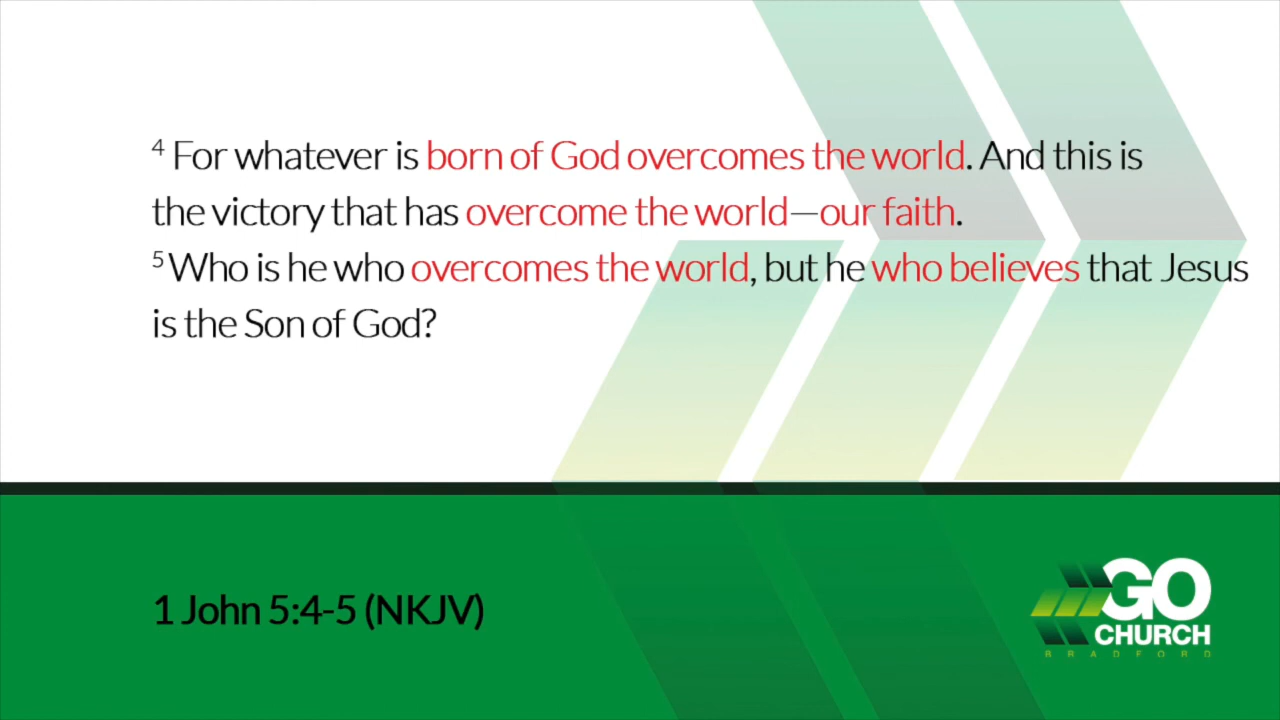 4 For whatever is born of God overcomes the world. And this is
the victory that has overcome the world—our faith.
5 Who is he who overcomes the world, but he who believes that Jesus
is the Son of God?
1 John 5:4-5 (NKJV)
GO
CHURCH
BRADFORD